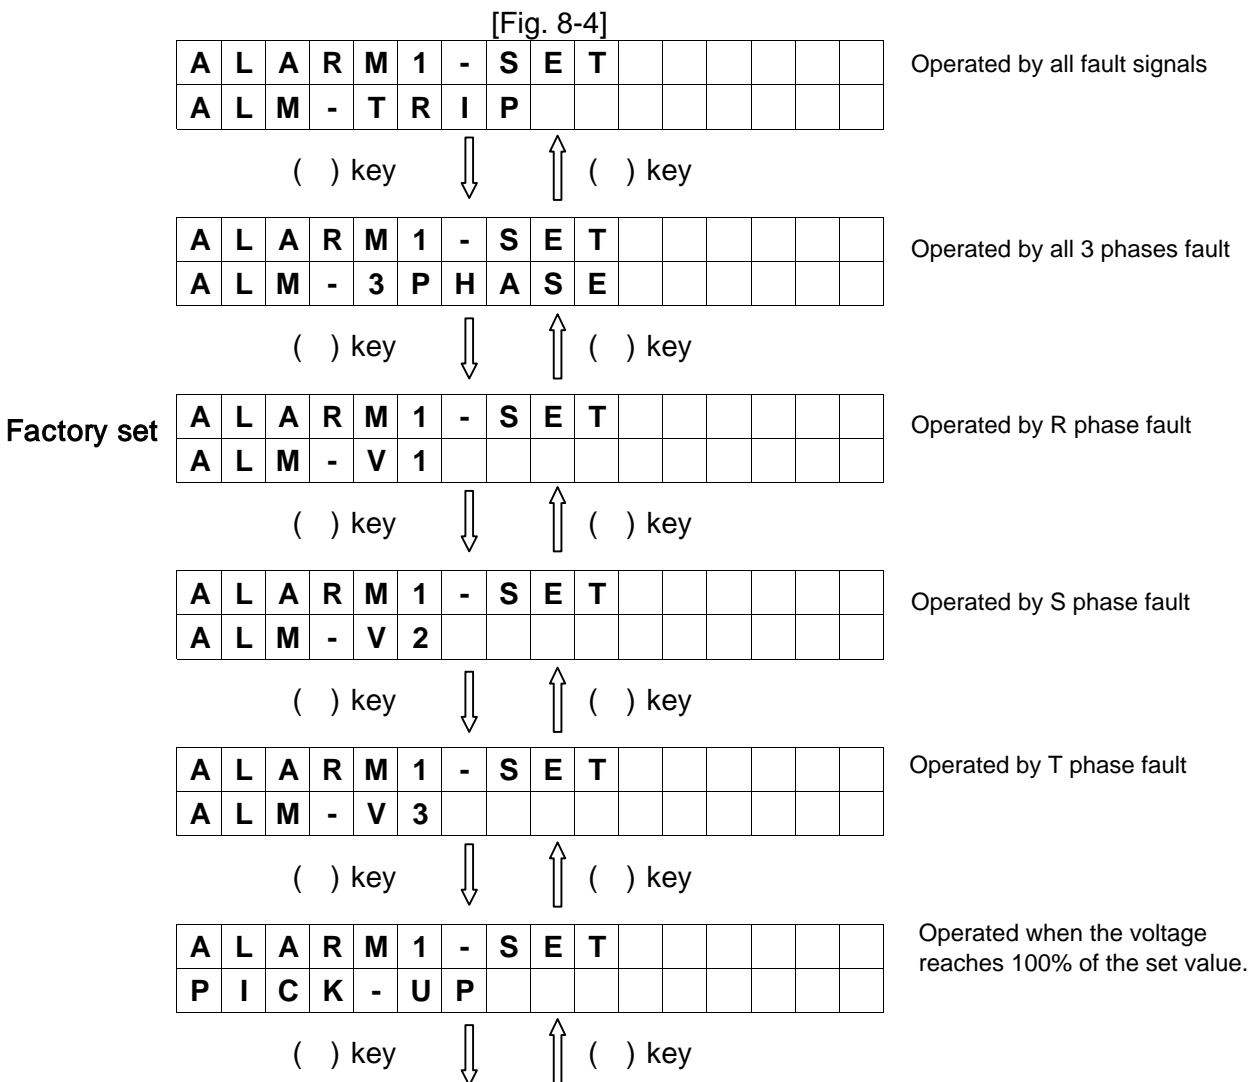 [Fig. 8-4]
ALARM1-SET
Operated by all fault signals
ALM-TRIP
( ) key ( ) key
ALARM1-SET
Operated by all 3 phases fault
ALM-3PHASE
( ) key ( ) key
Factory set
ALARM1-SET
Operated by R phase fault
ALM-V1
( ) key ( ) key
ALARM1-SET
Operated by S phase fault
ALM-V2
( ) key ( ) key
ALARM1-SET
Operated by T phase fault
ALM-V3
( ) key ( ) key
ALARM1-SET
Operated when the voltage
reaches 100% of the set value.
PICK-UP
( ) key ( ) key